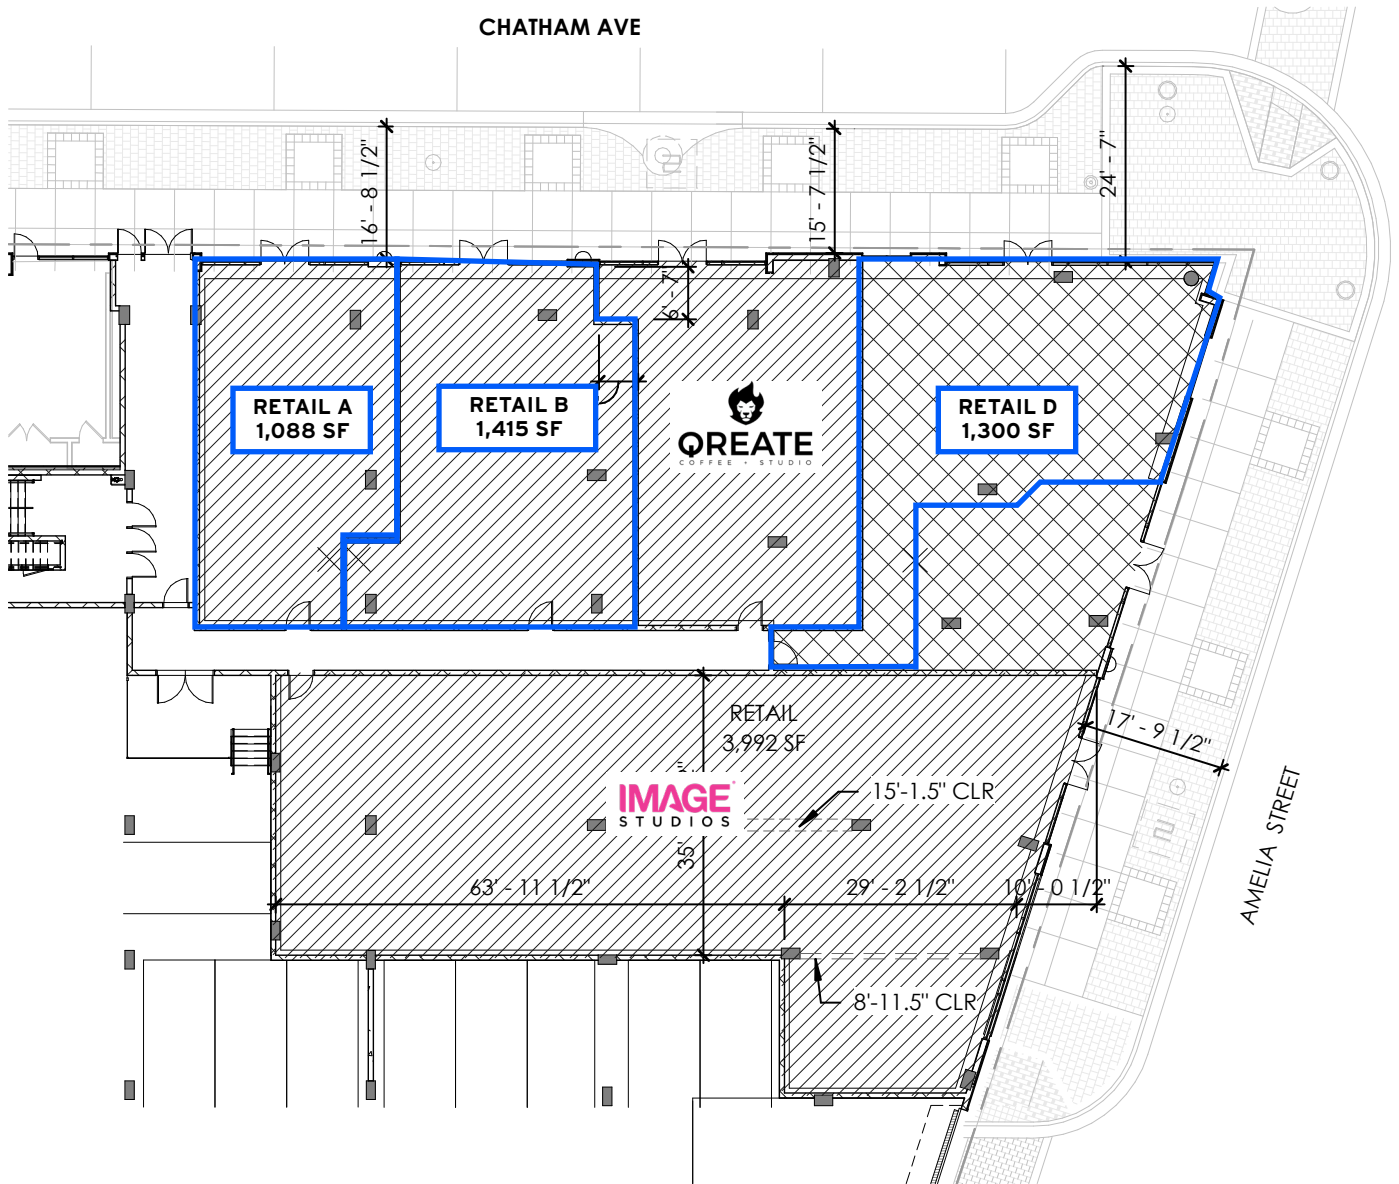 CHATHAM AVE
24' - 7"
16' - 8 1/2"
15' - 7 1/2"
6' - 7"
RETAIL A
1,088 SF
RETAIL B
1,415 SF
QREATE
COFFEE + STUDIO
RETAIL D
1,300 SF
RETAIL
3,992 SF
17' - 9 1/2"
IMAGE
STUDIOS
15'-1.5" CLR
35'
63' - 11 1/2"
29' - 2 1/2"
10' - 0 1/2"
8'-11.5" CLR
AMELIA STREET